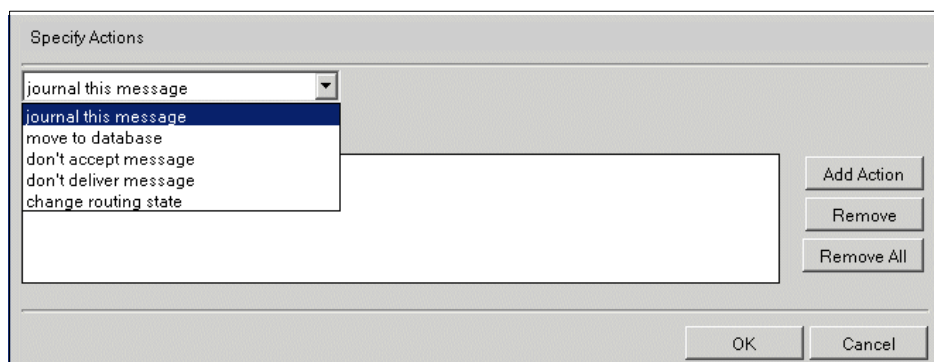 Specify Actions
journal this message
journal this message
move to database
don't accept message
don't deliver message
change routing state
Add Action
Remove
Remove All
OK
Cancel